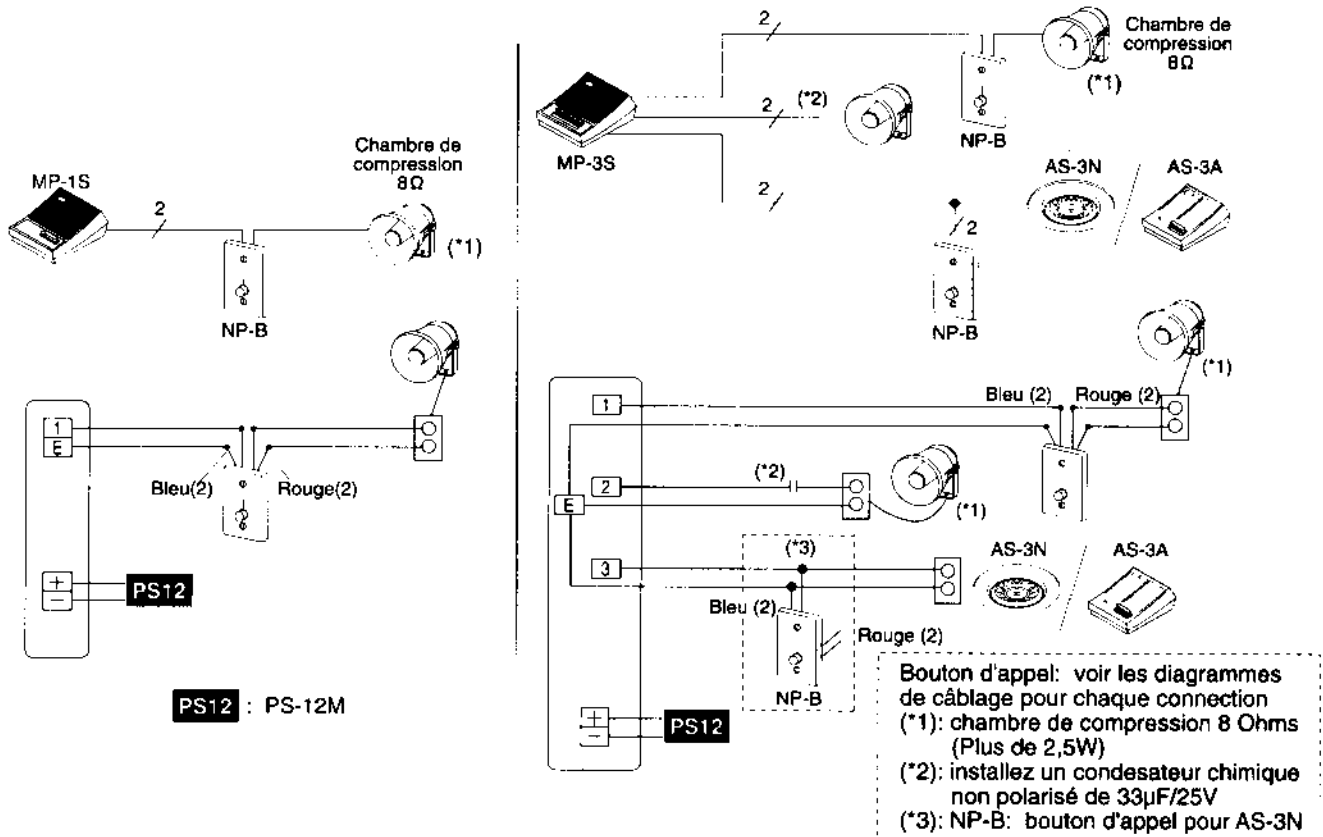 Chambre de
compression
8Ω
MP-1S
2
(*1)
NP-B
1
E
Bleu(2)
Rouge(2)
+
−
PS12
PS12 : PS-12M
2
Chambre de
compression
8Ω
(*1)
NP-B
2
(*2)
MP-3S
2
AS-3N
AS-3A
2
NP-B
(*1)
1
Bleu (2)
Rouge (2)
2
(*2)
E
(*1)
3
(*3)
AS-3N
AS-3A
Bleu (2)
Rouge (2)
NP-B
+
−
PS12
Bouton d'appel: voir les diagrammes
de câblage pour chaque connection
(*1): chambre de compression 8 Ohms
(Plus de 2,5W)
(*2): installez un condesateur chimique
non polarisé de 33µF/25V
(*3): NP-B: bouton d'appel pour AS-3N